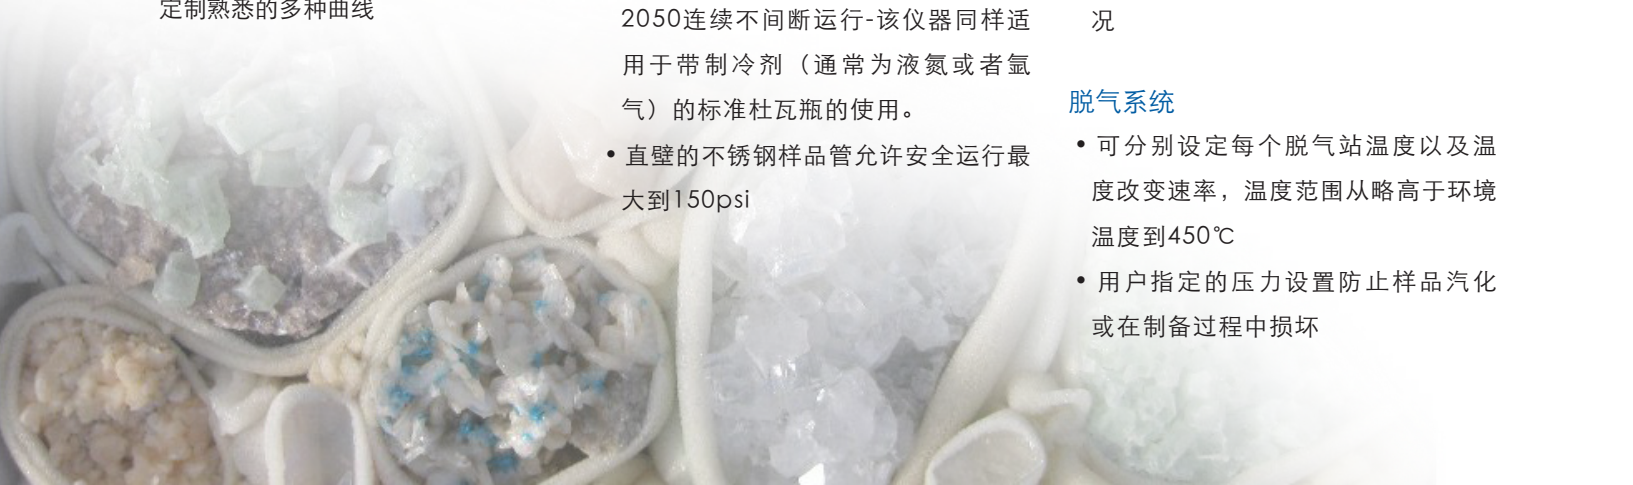 定制熟悉的多种曲线
2050连续不间断运行-该仪器同样适
用于带制冷剂（通常为液氮或者氩
气）的标准杜瓦瓶的使用。
• 直壁的不锈钢样品管允许安全运行最
大到150psi
况
脱气系统
• 可分别设定每个脱气站温度以及温
度改变速率，温度范围从略高于环境
温度到450℃
• 用户指定的压力设置防止样品汽化
或在制备过程中损坏